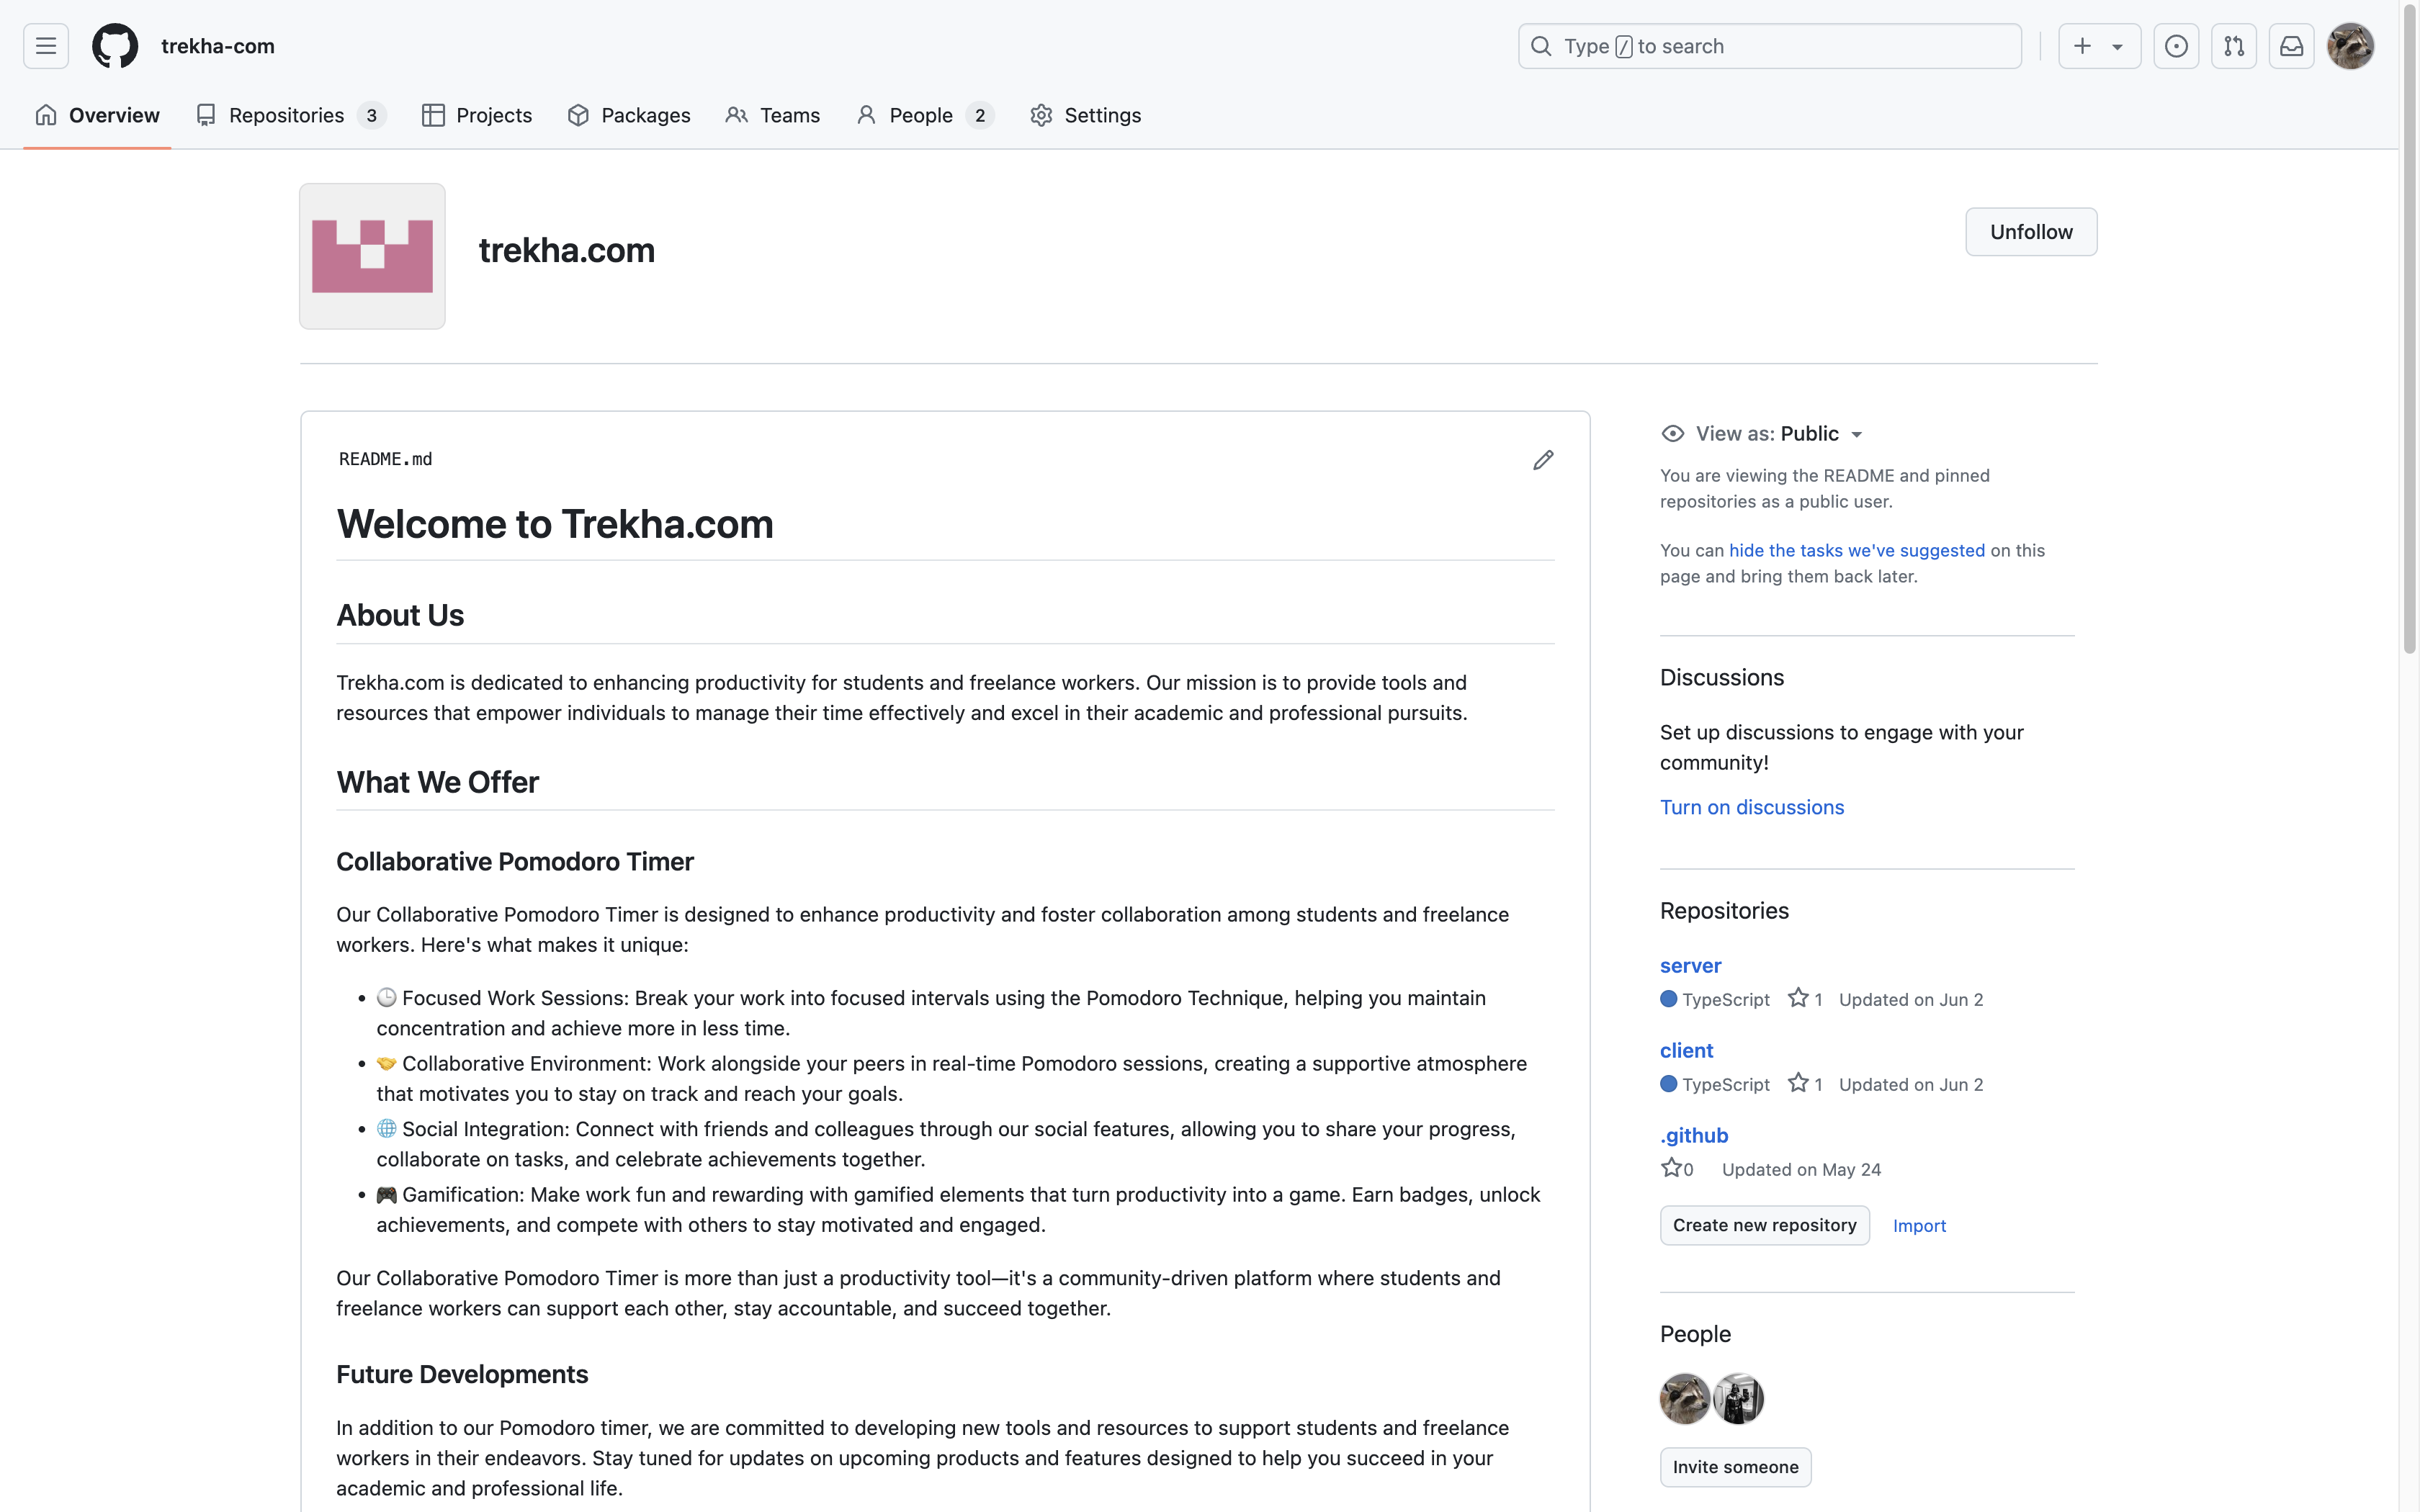 trekha-com
Type / to search
Overview
Repositories 3
Projects
Packages
Teams
People 2
Settings
trekha.com
Unfollow
README.md
Welcome to Trekha.com
About Us
Trekha.com is dedicated to enhancing productivity for students and freelance workers. Our mission is to provide tools and
resources that empower individuals to manage their time effectively and excel in their academic and professional pursuits.
What We Offer
Collaborative Pomodoro Timer
Our Collaborative Pomodoro Timer is designed to enhance productivity and foster collaboration among students and freelance
workers. Here's what makes it unique:
• 🕒 Focused Work Sessions: Break your work into focused intervals using the Pomodoro Technique, helping you maintain
concentration and achieve more in less time.
• 🤝 Collaborative Environment: Work alongside your peers in real-time Pomodoro sessions, creating a supportive atmosphere
that motivates you to stay on track and reach your goals.
• 🌐 Social Integration: Connect with friends and colleagues through our social features, allowing you to share your progress,
collaborate on tasks, and celebrate achievements together.
• 🎮 Gamification: Make work fun and rewarding with gamified elements that turn productivity into a game. Earn badges, unlock
achievements, and compete with others to stay motivated and engaged.
Our Collaborative Pomodoro Timer is more than just a productivity tool—it's a community-driven platform where students and
freelance workers can support each other, stay accountable, and succeed together.
Future Developments
In addition to our Pomodoro timer, we are committed to developing new tools and resources to support students and freelance
workers in their endeavors. Stay tuned for updates on upcoming products and features designed to help you succeed in your
academic and professional life.
View as: Public
You are viewing the README and pinned
repositories as a public user.
You can hide the tasks we've suggested on this
page and bring them back later.
Discussions
Set up discussions to engage with your
community!
Turn on discussions
Repositories
server
TypeScript 1 Updated on Jun 2
client
TypeScript 1 Updated on Jun 2
.github
0 Updated on May 24
Create new repository Import
People
Invite someone